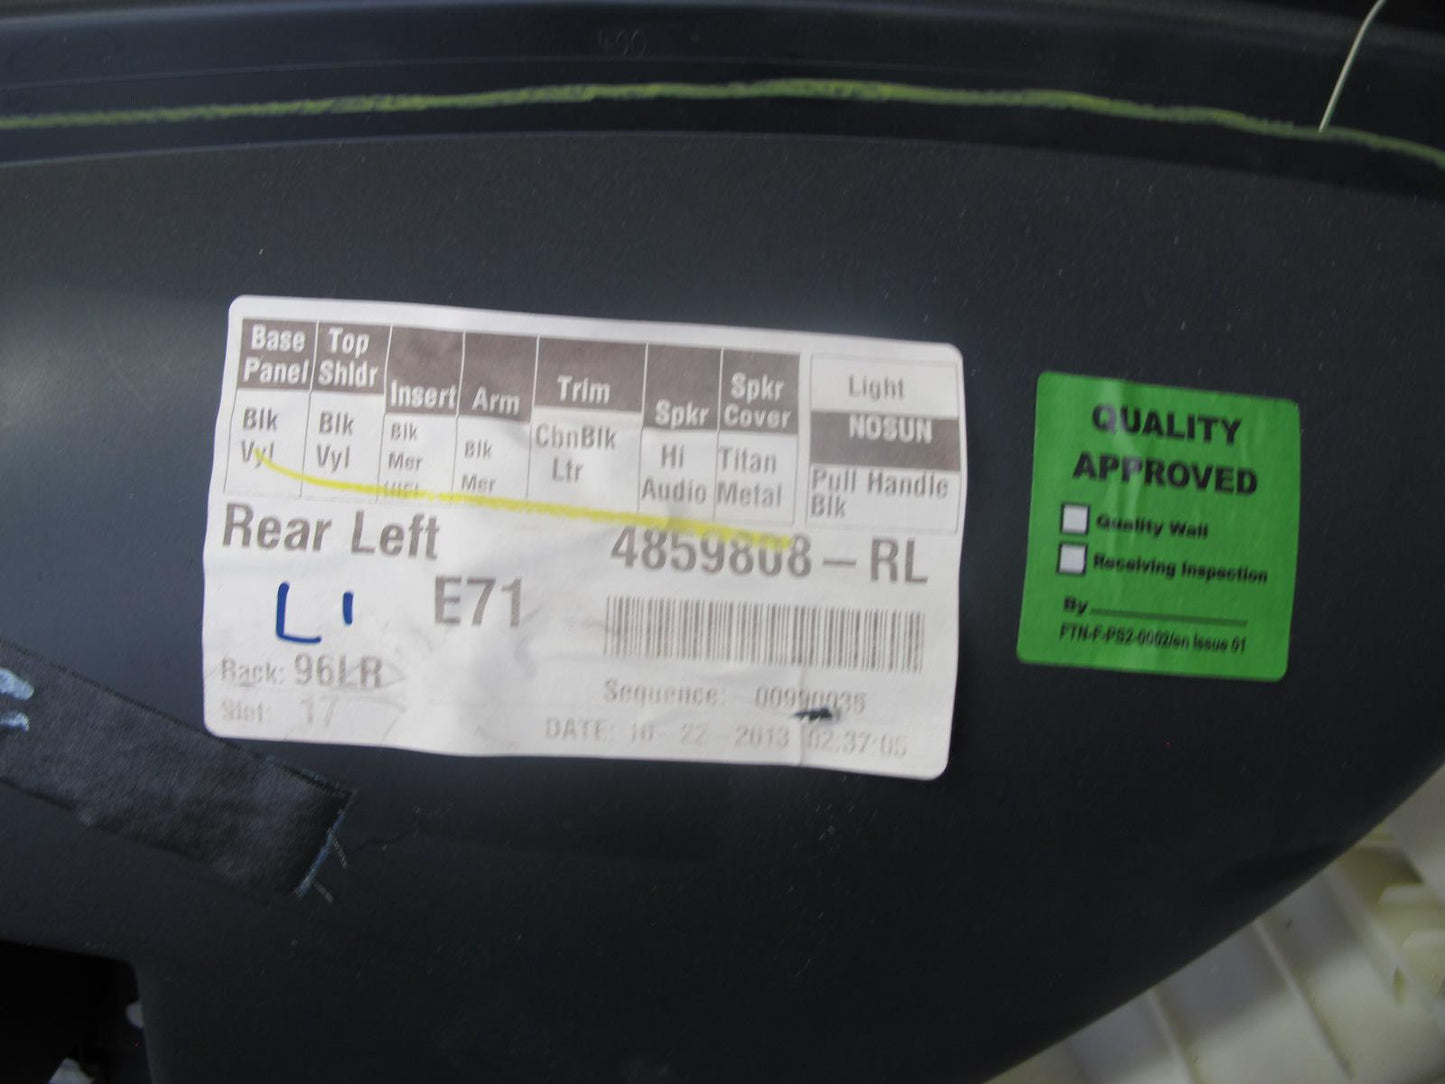 400
Base Panel
Top Shldr
Insert
Arm
Trim
Spkr
Spkr Cover
Blk Vyl
Blk Vyl
Blk Mer
Blk Mer
CbnBlk Ltr
Hi Audio
Titan Metal
Light
NOSUN
Pull Handle
Blk
Rear Left
4859808-RL
L'
E71
Rack: 96LR
Slot: 17
Sequence: 00990035
DATE: 10-22-2013 02:37:05
QUALITY
APPROVED
Quality Wall
Receiving Inspection
By
FTN-F-PS2-0002/en Issue 01